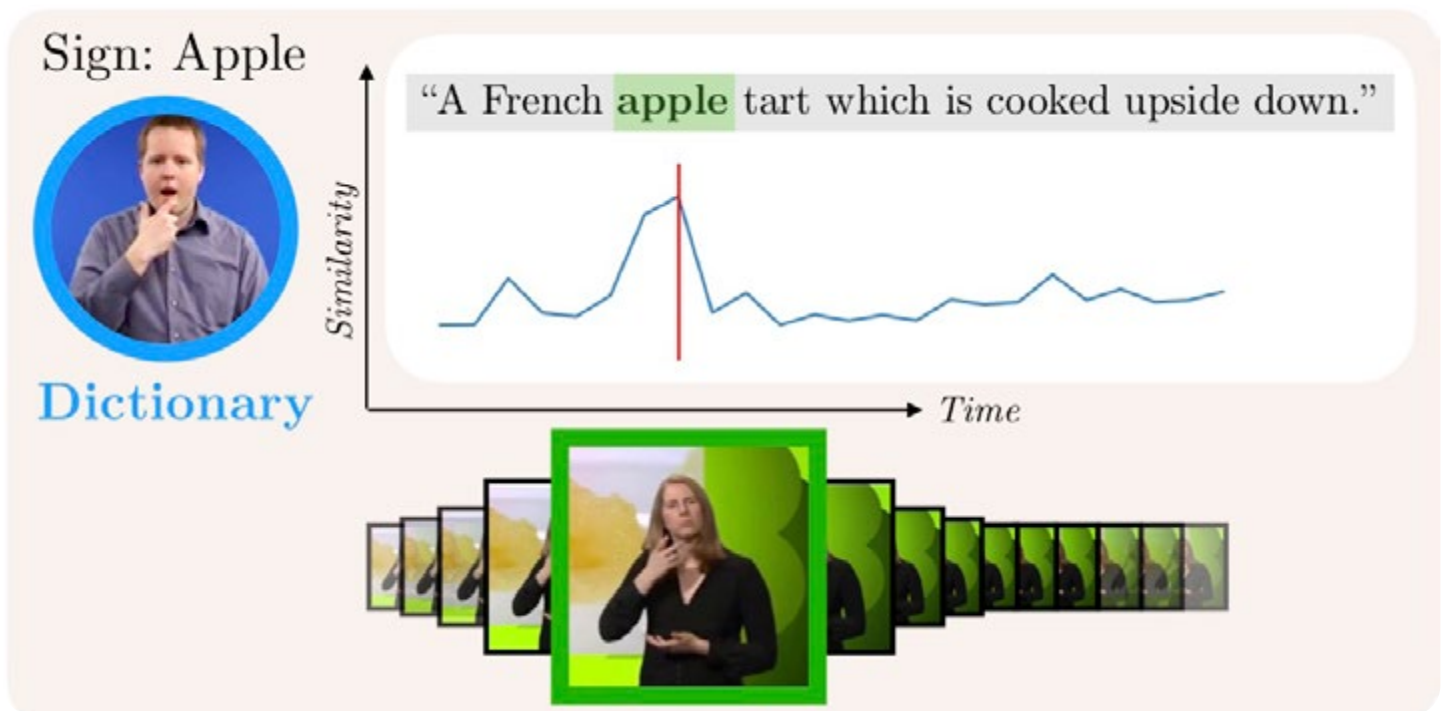 Sign: Apple
Dictionary
Similarity
“A French apple tart which is cooked upside down.”
Time